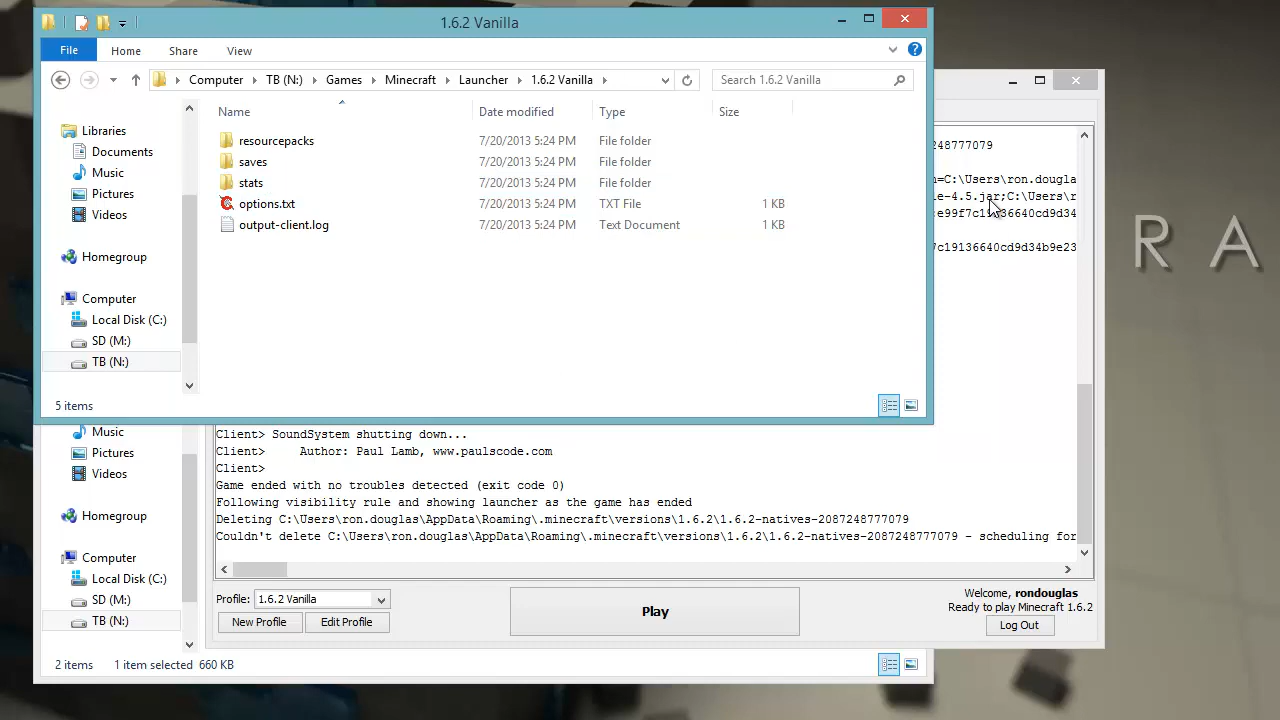 1.6.2 Vanilla
File Home Share View
Computer TB (N:) Games Minecraft Launcher 1.6.2 Vanilla Search 1.6.2 Vanilla
Name Date modified Type Size
Libraries
Documents
Music
Pictures
Videos
Homegroup
Computer
Local Disk (C:)
SD (M:)
TB (N:)
resourcepacks 7/20/2013 5:24 PM File folder
saves 7/20/2013 5:24 PM File folder
stats 7/20/2013 5:24 PM File folder
options.txt 7/20/2013 5:24 PM TXT File 1 KB
output-client.log 7/20/2013 5:24 PM Text Document 1 KB
5 items
248777079
n=C:\Users\ron.dougla
le-4.5.jar;C:\Users\r
7c19136640cd9d34b9e23
R A
Music
Pictures
Videos
Homegroup
Computer
Local Disk (C:)
SD (M:)
TB (N:)
2 items 1 item selected 660 KB
Client> SoundSystem shutting down...
Client> Author: Paul Lamb, www.paulscode.com
Client>
Game ended with no troubles detected (exit code 0)
Following visibility rule and showing launcher as the game has ended
Deleting C:\Users\ron.douglas\AppData\Roaming\.minecraft\versions\1.6.2\1.6.2-natives-2087248777079
Couldn't delete C:\Users\ron.douglas\AppData\Roaming\.minecraft\versions\1.6.2\1.6.2-natives-2087248777079 - scheduling for
Profile: 1.6.2 Vanilla
New Profile Edit Profile
Play
Welcome, rondouglas
Ready to play Minecraft 1.6.2
Log Out